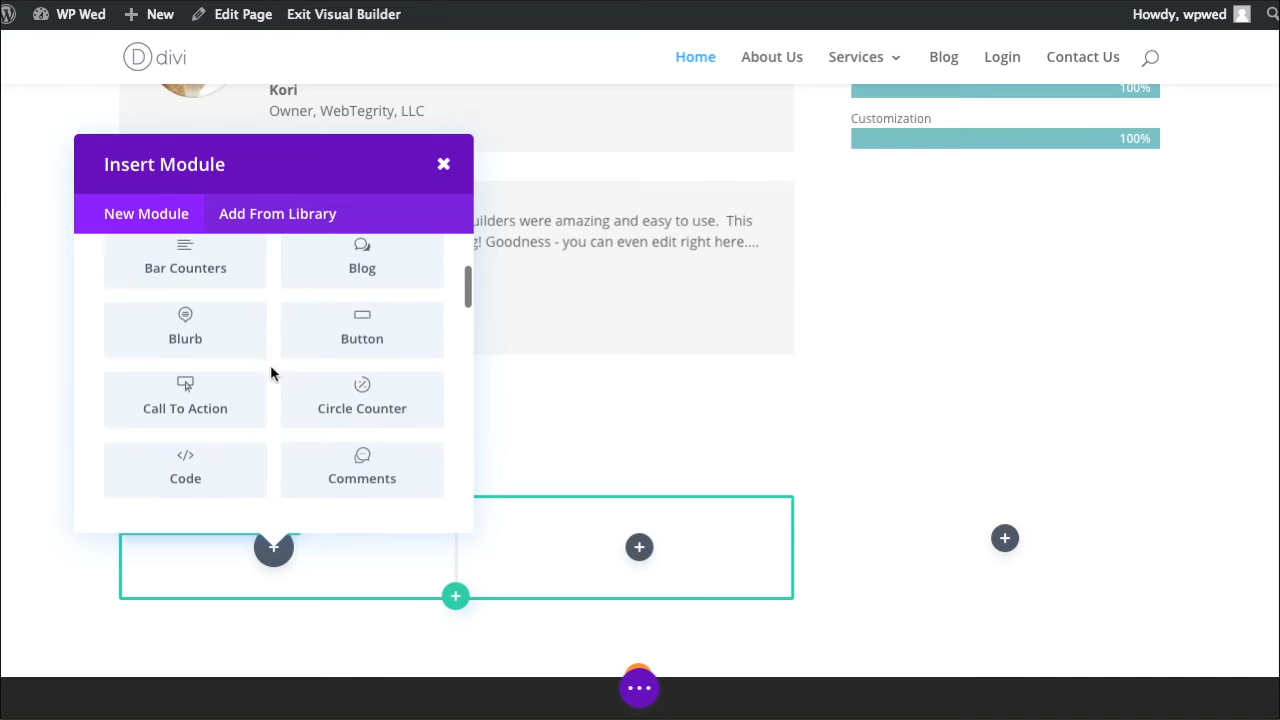 WP Wed New Edit Page Exit Visual Builder Howdy, wpwed
D divi Home About Us Services Blog Login Contact Us
Kori
Owner, WebTegrity, LLC
100%
Customization
100%
Insert Module
New Module Add From Library
uilders were amazing and easy to use. This
g! Goodness - you can even edit right here....
Bar Counters Blog
Blurb Button
Call To Action Circle Counter
Code Comments